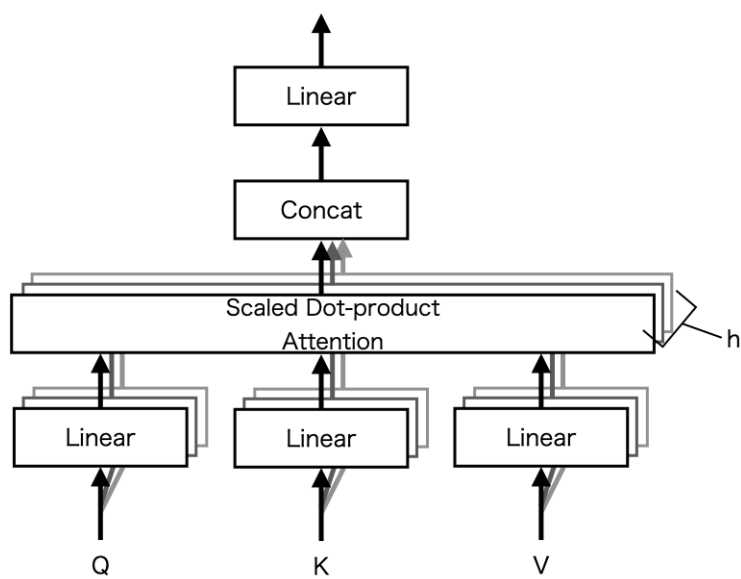 Linear
Concat
Scaled Dot-product
Attention
h
Linear
Linear
Linear
Q
K
V